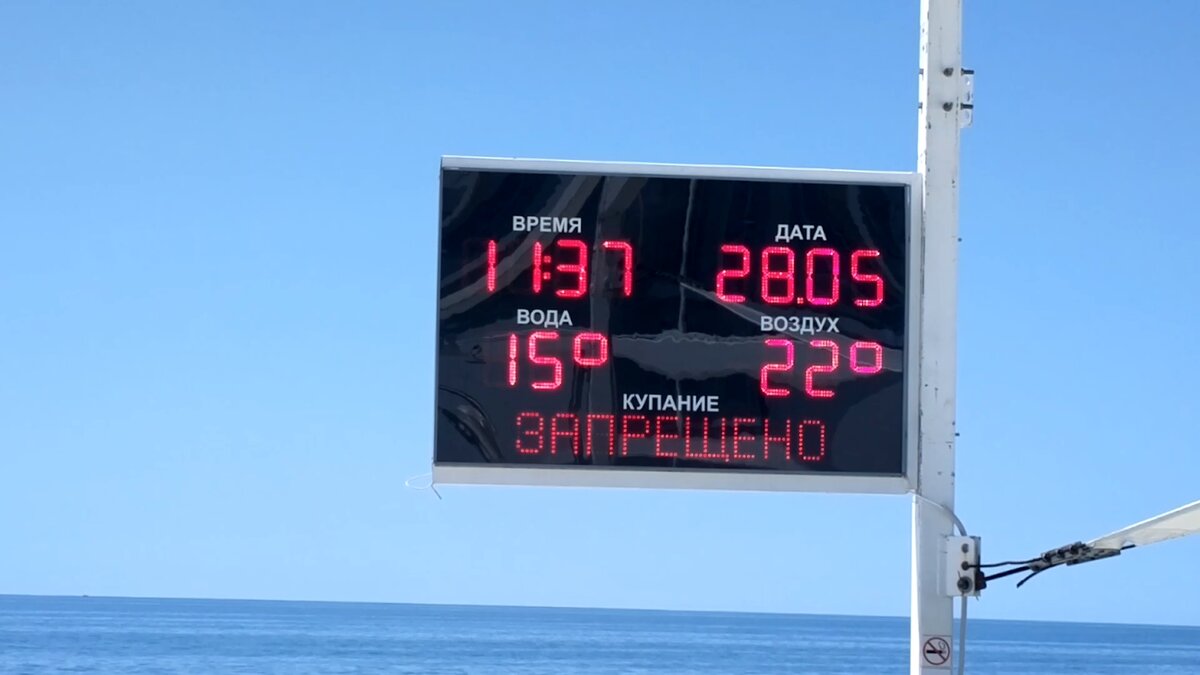 ВРЕМЯ ДАТА
11:37 28.05
ВОДА ВОЗДУХ
15° 22°
КУПАНИЕ
ЗАПРЕЩЕНО